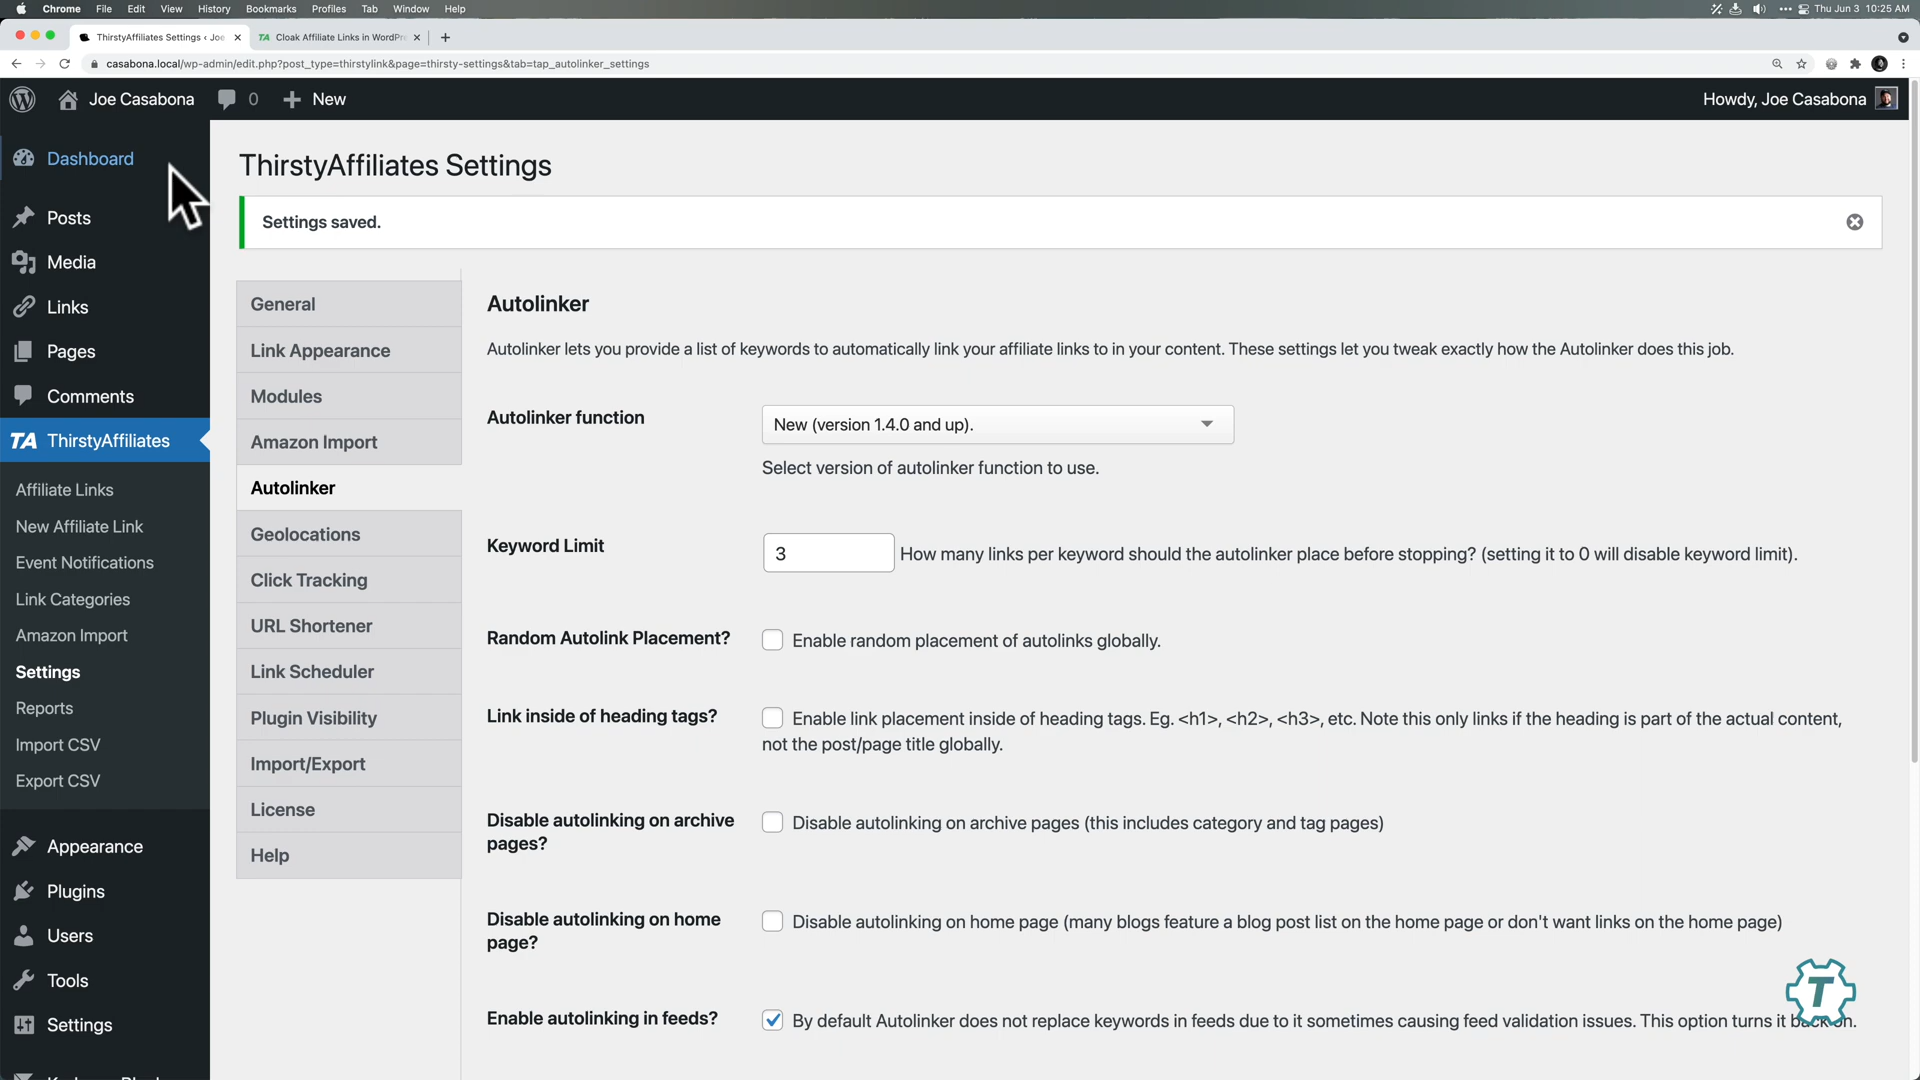 Chrome File Edit View History Bookmarks Profiles Tab Window Help
Thu Jun 3 10:25 AM
ThirstyAffiliates Settings ‹ Joe
TA Cloak Affiliate Links in WordPre
casabona.local/wp-admin/edit.php?post_type=thirstylink&page=thirsty-settings&tab=tap_autolinker_settings
Joe Casabona 0 New
Howdy, Joe Casabona
Dashboard
Posts
Media
Links
Pages
Comments
TA ThirstyAffiliates
Affiliate Links
New Affiliate Link
Event Notifications
Link Categories
Amazon Import
Settings
Reports
Import CSV
Export CSV
Appearance
Plugins
Users
Tools
Settings
ThirstyAffiliates Settings
Settings saved.
General
Link Appearance
Modules
Amazon Import
Autolinker
Geolocations
Click Tracking
URL Shortener
Link Scheduler
Plugin Visibility
Import/Export
License
Help
Autolinker
Autolinker lets you provide a list of keywords to automatically link your affiliate links to in your content. These settings let you tweak exactly how the Autolinker does this job.
Autolinker function
New (version 1.4.0 and up).
Select version of autolinker function to use.
Keyword Limit
3 How many links per keyword should the autolinker place before stopping? (setting it to 0 will disable keyword limit).
Random Autolink Placement?
Enable random placement of autolinks globally.
Link inside of heading tags?
Enable link placement inside of heading tags. Eg. <h1>, <h2>, <h3>, etc. Note this only links if the heading is part of the actual content,
not the post/page title globally.
Disable autolinking on archive
pages?
Disable autolinking on archive pages (this includes category and tag pages)
Disable autolinking on home
page?
Disable autolinking on home page (many blogs feature a blog post list on the home page or don't want links on the home page)
Enable autolinking in feeds?
By default Autolinker does not replace keywords in feeds due to it sometimes causing feed validation issues. This option turns it back on.
T